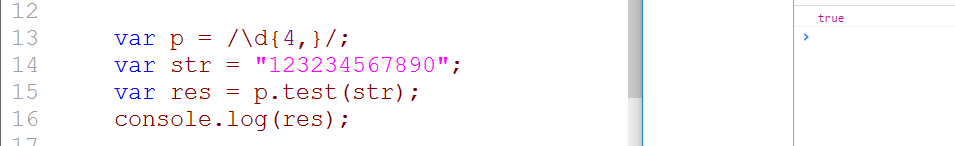 12
13 var p = /\d{4,}/;
14 var str = "123234567890";
15 var res = p.test(str);
16 console.log(res);
17
true
>